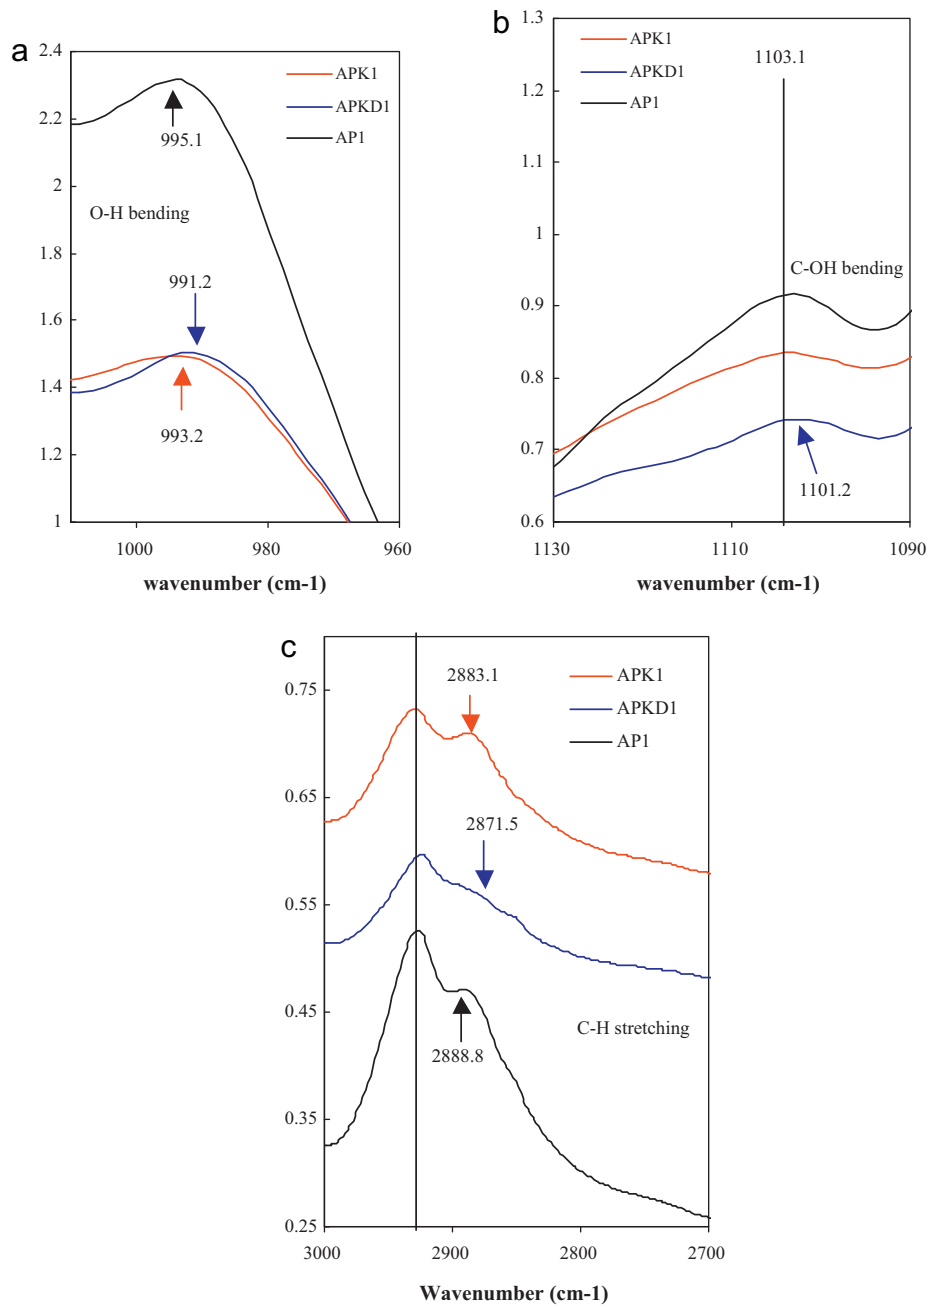 a
2.4
2.2
2
1.8
1.6
1.4
1.2
1
APK1
APKD1
AP1
995.1
O-H bending
991.2
993.2
1000
980
960
wavenumber (cm-1)
b
1.3
1.2
1.1
1
0.9
0.8
0.7
0.6
APK1
APKD1
AP1
1103.1
C-OH bending
1101.2
1130
1110
1090
wavenumber (cm-1)
c
0.75
0.65
0.55
0.45
0.35
0.25
2883.1
APK1
APKD1
AP1
2871.5
C-H stretching
2888.8
3000
2900
2800
2700
Wavenumber (cm-1)